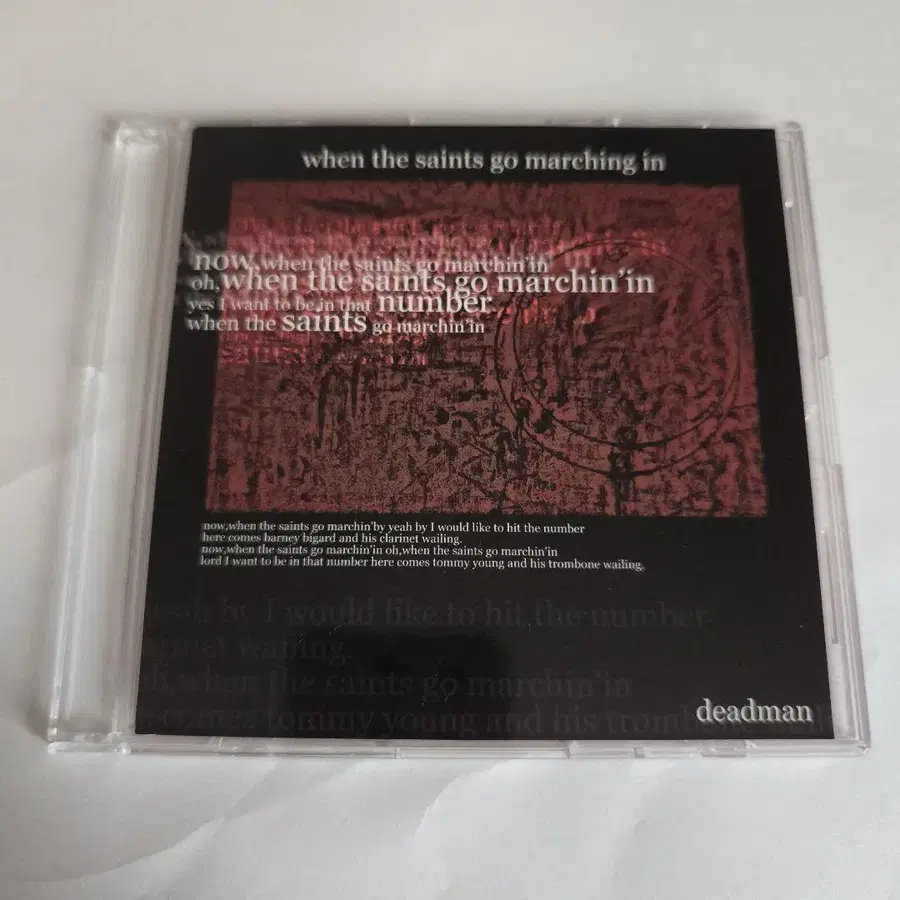 when the saints go marching in
now,when the saints go marchin'in
oh,when the saints,go marchin''in
yes I want to be in that number
when the saints go marchin'in
now,when the saints go marchin'by yeah by I would like to hit the number
here comes barney bigard and his clarinet wailing.
now,when the saints go marchin'in oh,when the saints go marchin'in
lord I want to be in that number here comes tommy young and his trombone wailing.
yeah by I would like to hit the number
wailing.
when the saints go marchin'in
comes tommy young and his
deadman